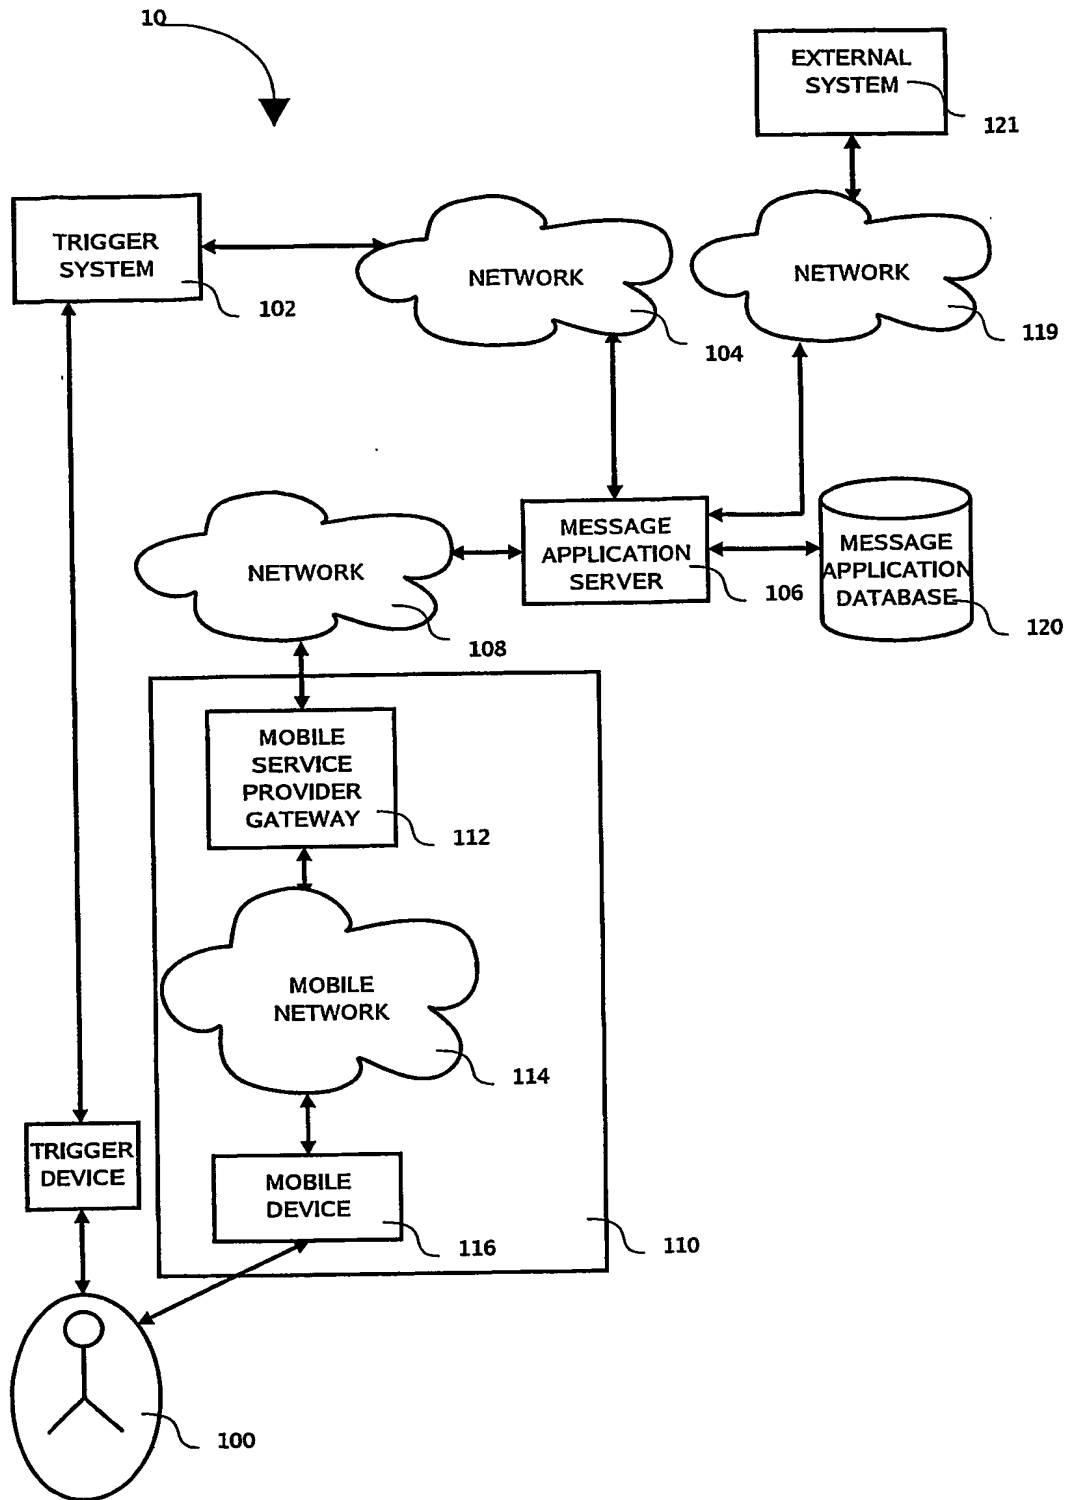 10
EXTERNAL
SYSTEM
121
TRIGGER
SYSTEM
102
NETWORK
104
NETWORK
119
MESSAGE
APPLICATION
SERVER
106
MESSAGE
APPLICATION
DATABASE
120
NETWORK
108
MOBILE
SERVICE
PROVIDER
GATEWAY
112
MOBILE
NETWORK
114
TRIGGER
DEVICE
MOBILE
DEVICE
116
110
100